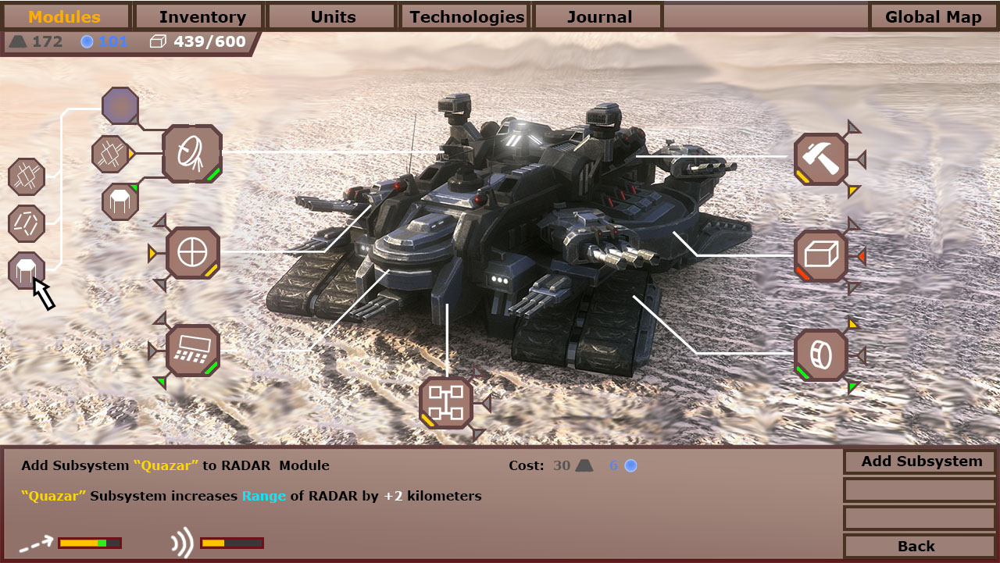 Modules Inventory Units Technologies Journal Global Map
172 101 439/600
Add Subsystem “Quazar” to RADAR Module Cost: 30 6
Add Subsystem
“Quazar” Subsystem increases Range of RADAR by +2 kilometers
Back